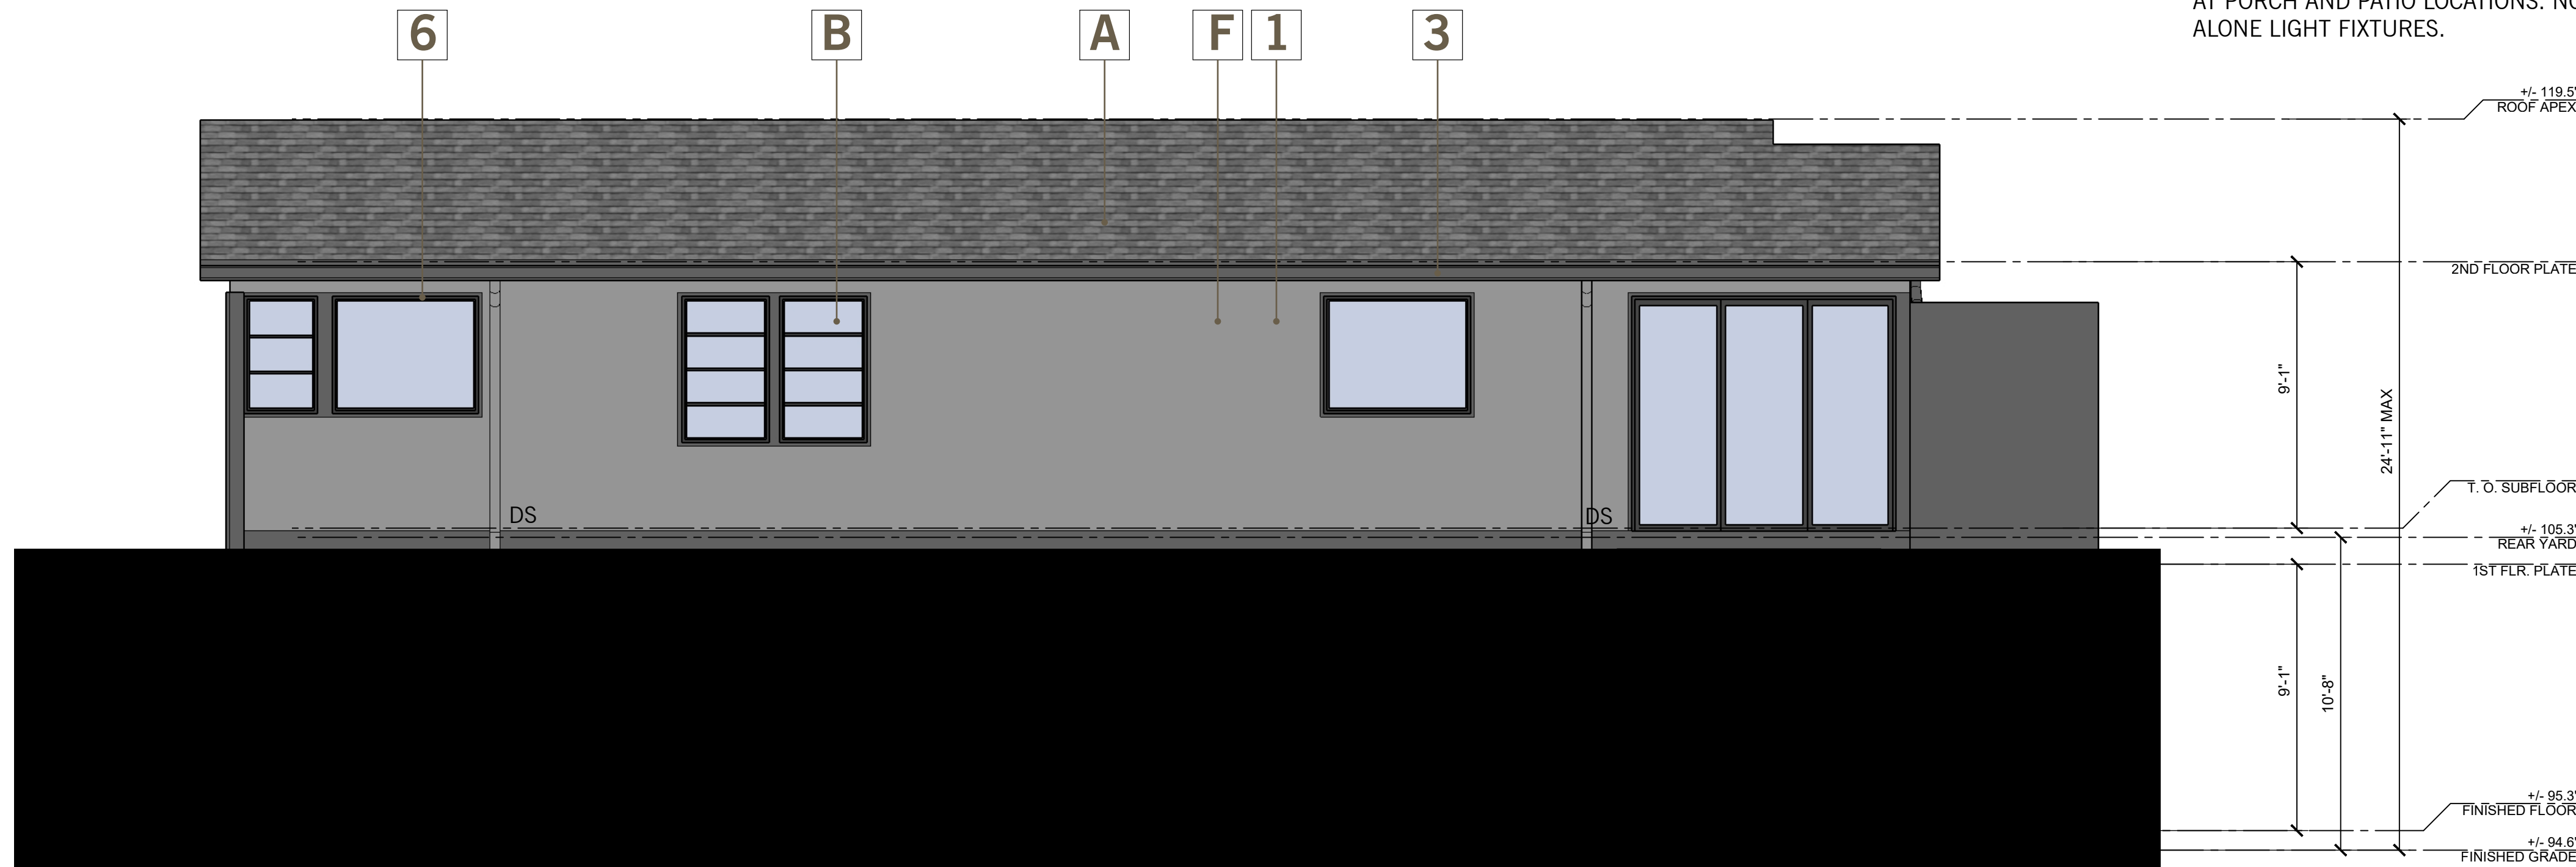 AT PORCH AND PATIO LOCATIONS.
ALONE LIGHT FIXTURES.
6 B A F 1 3
+/- 119.5'
ROOF APEX
2ND FLOOR PLATE
9'-1"
24'-11" MAX
T. O. SUBFLOOR
DS DS
+/- 105.3'
REAR YARD
1ST FLR. PLATE
9'-1"
10'-8"
+/- 95.3'
FINISHED FLOOR
+/- 94.6'
FINISHED GRADE